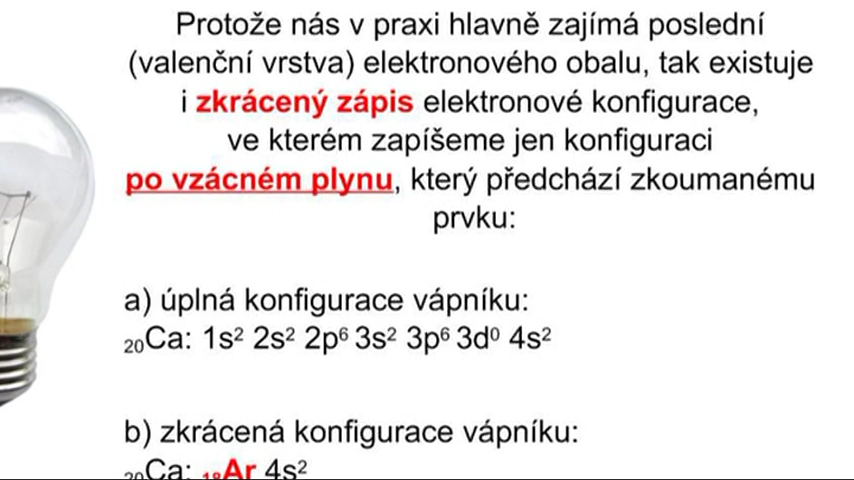 Protože nás v praxi hlavně zajímá poslední
(valenční vrstva) elektronového obalu, tak existuje
i zkrácený zápis elektronové konfigurace,
ve kterém zapíšeme jen konfiguraci
po vzácném plynu, který předchází zkoumanému
prvku:
a) úplná konfigurace vápníku:
₂₀Ca: 1s² 2s² 2p⁶ 3s² 3p⁶ 3d⁰ 4s²
b) zkrácená konfigurace vápníku:
₂₀Ca: ₁₈Ar 4s²